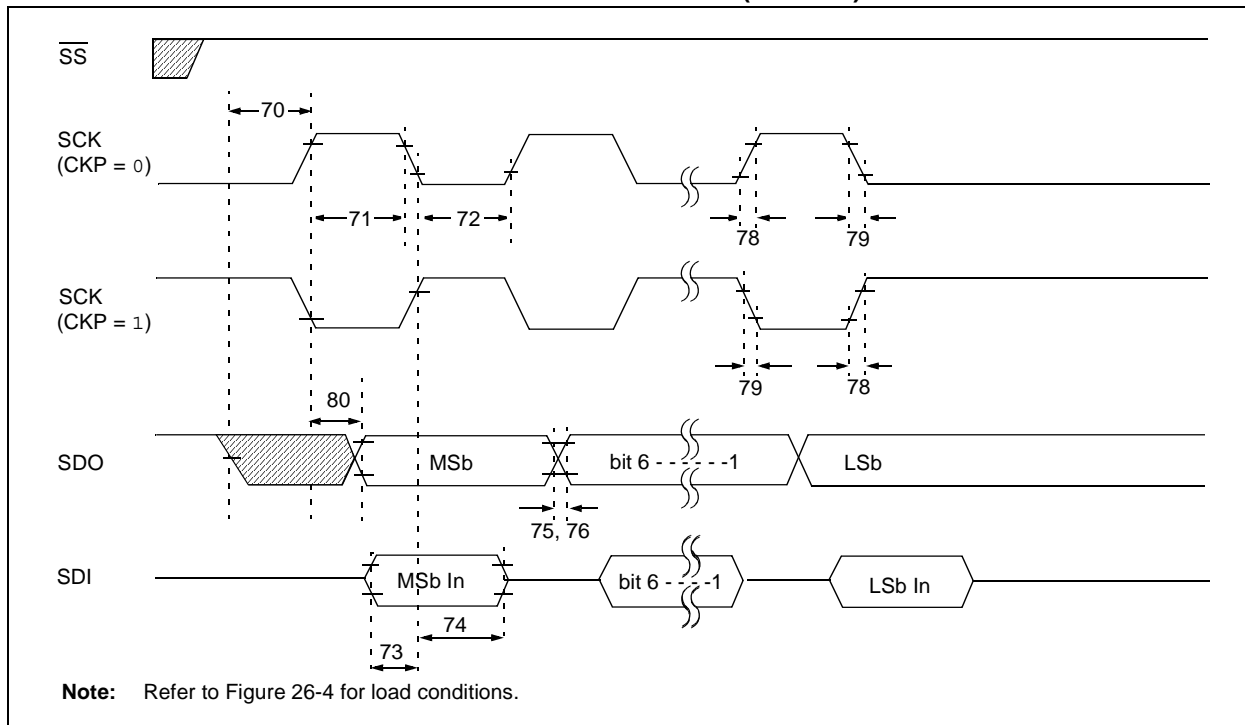 SS
70
SCK
(CKP = 0)
71
72
78
79
SCK
(CKP = 1)
79
78
80
SDO
MSb
bit 6 - - - - - -1
LSb
75, 76
SDI
MSb In
bit 6 - - - -1
LSb In
74
73
Note: Refer to Figure 26-4 for load conditions.